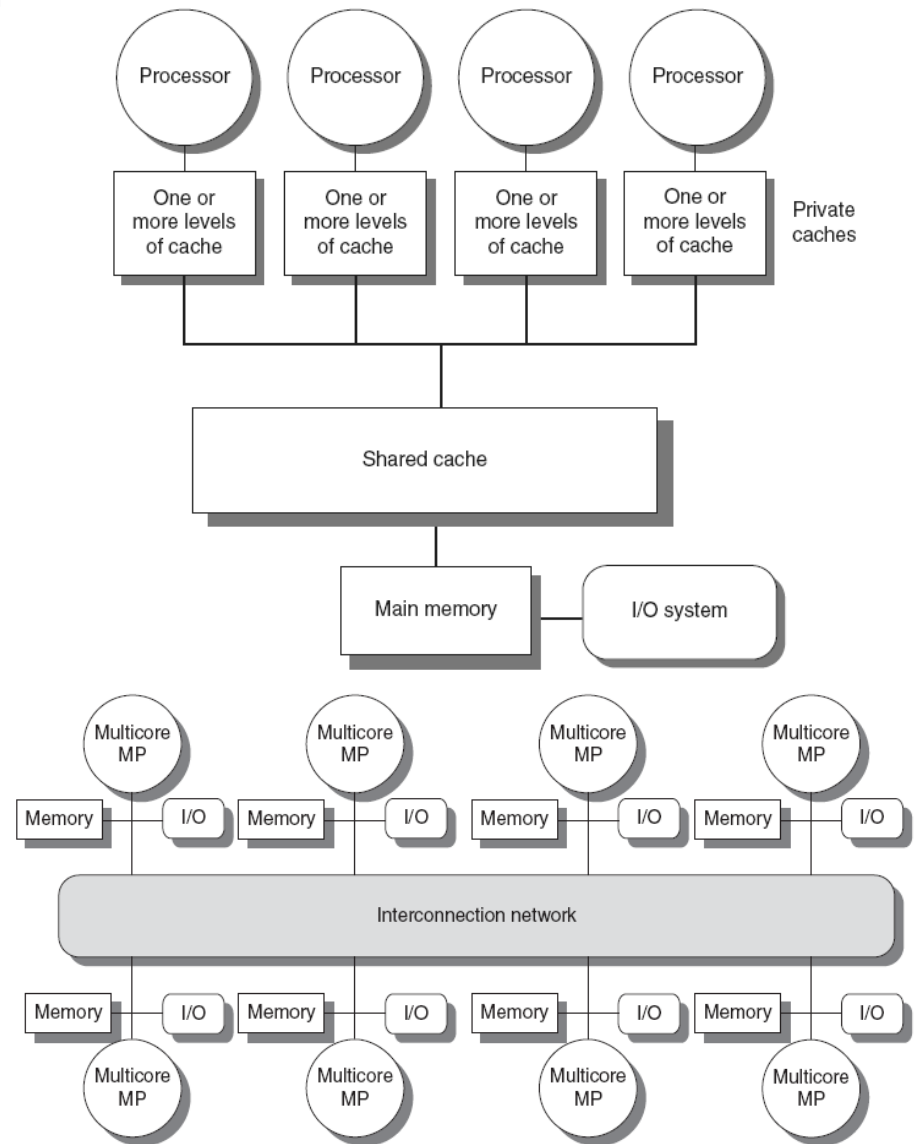 Processor
Processor
Processor
Processor
One or
more levels
of cache
One or
more levels
of cache
One or
more levels
of cache
One or
more levels
of cache
Private
caches
Shared cache
Main memory
I/O system
Multicore
MP
Multicore
MP
Multicore
MP
Multicore
MP
Memory
I/O
Memory
I/O
Memory
I/O
Memory
I/O
Interconnection network
Memory
I/O
Memory
I/O
Memory
I/O
Memory
I/O
Multicore
MP
Multicore
MP
Multicore
MP
Multicore
MP